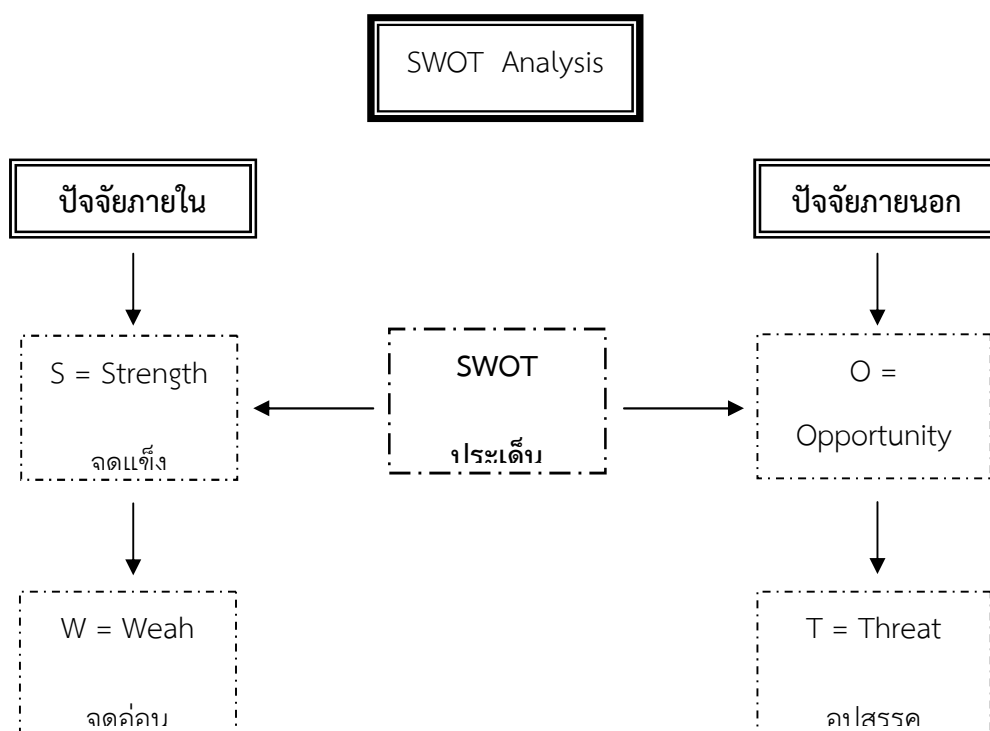 SWOT Analysis
ปัจจัยภายใน
ปัจจัยภายนอก
S = Strength
จุดแข็ง
SWOT
ประเด็น
O =
Opportunity
W = Weah
จุดอ่อน
T = Threat
อุปสรรค